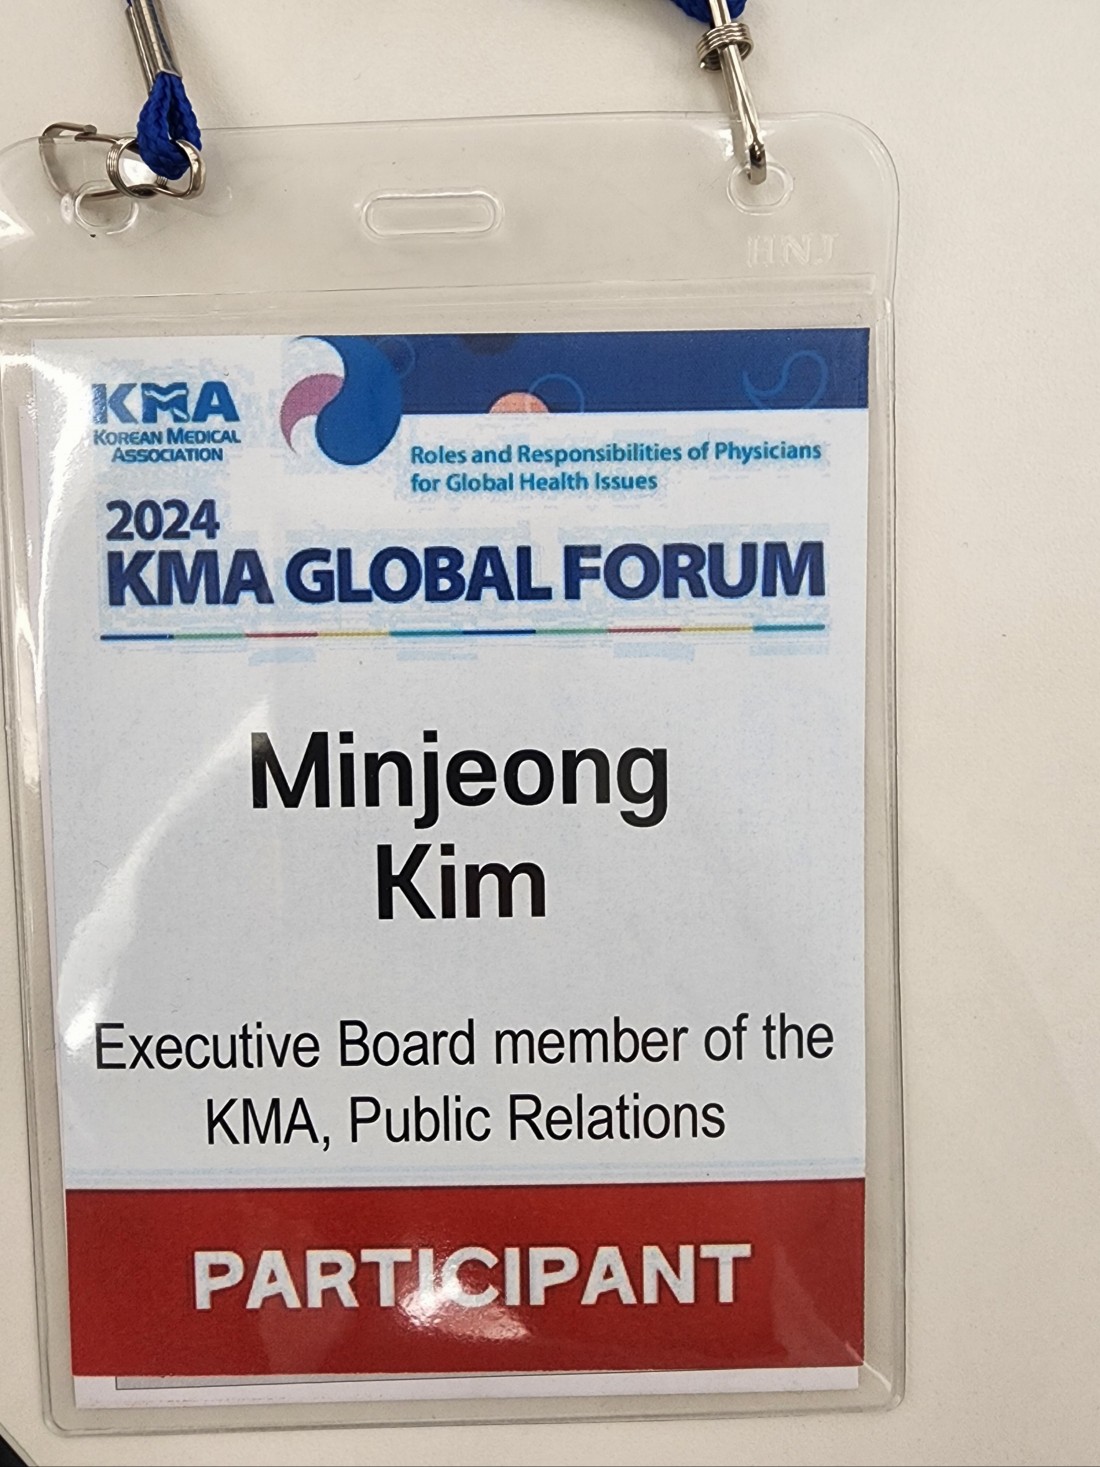 HNJ
KMA
KOREAN MEDICAL
ASSOCIATION
Roles and Responsibilities of Physicians
for Global Health Issues
2024
KMA GLOBAL FORUM
Minjeong
Kim
Executive Board member of the
KMA, Public Relations
PARTICIPANT